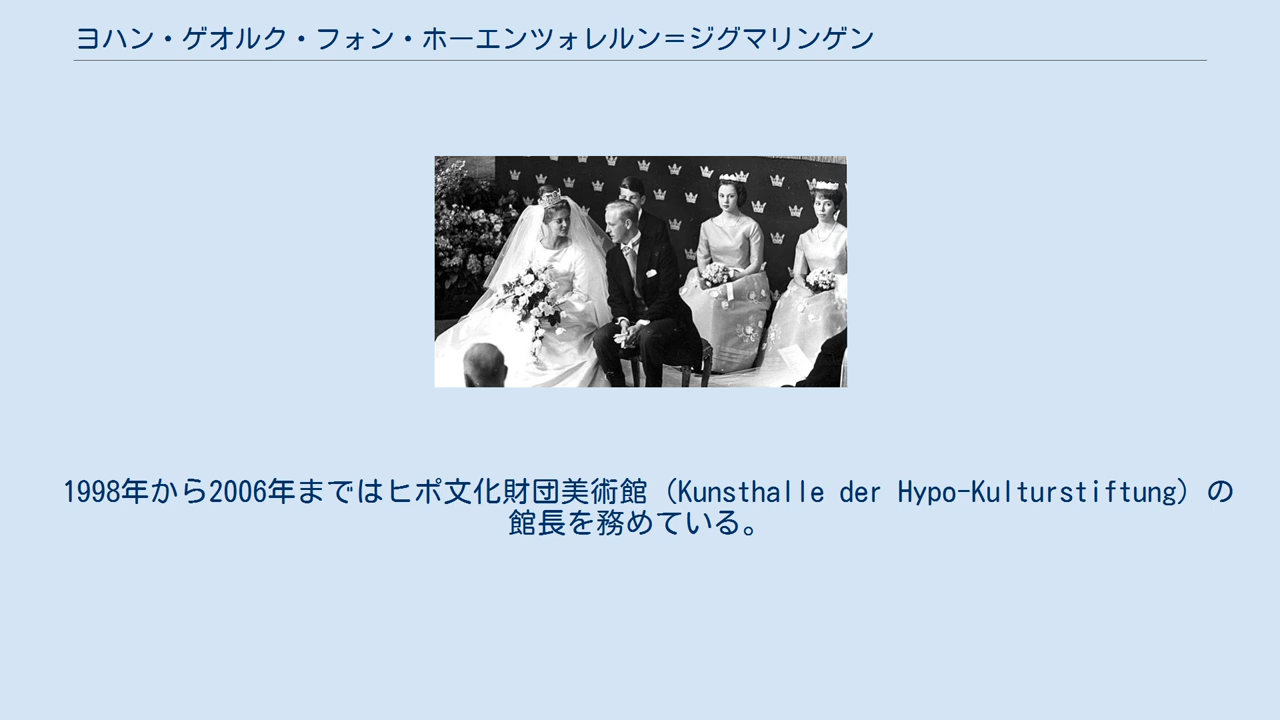 ヨハン・ゲオルク・フォン・ホーエンツォレルン＝ジグマリンゲン
1998年から2006年まではヒポ文化財団美術館（Kunsthalle der Hypo-Kulturstiftung）の
館長を務めている。